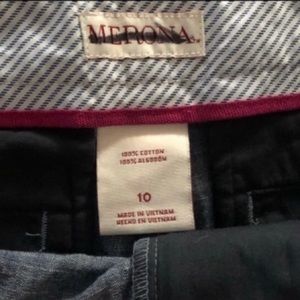 MERONA.
100% COTTON
100% ALGODÓN
10
MADE IN VIETNAM
HECHO EN VIETNAM